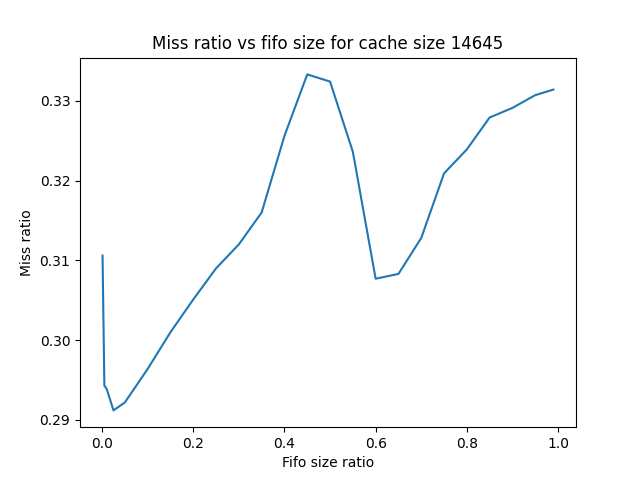 Miss ratio vs fifo size for cache size 14645
0.33
0.32
0.31
0.30
0.29
Miss ratio
0.0 0.2 0.4 0.6 0.8 1.0
Fifo size ratio